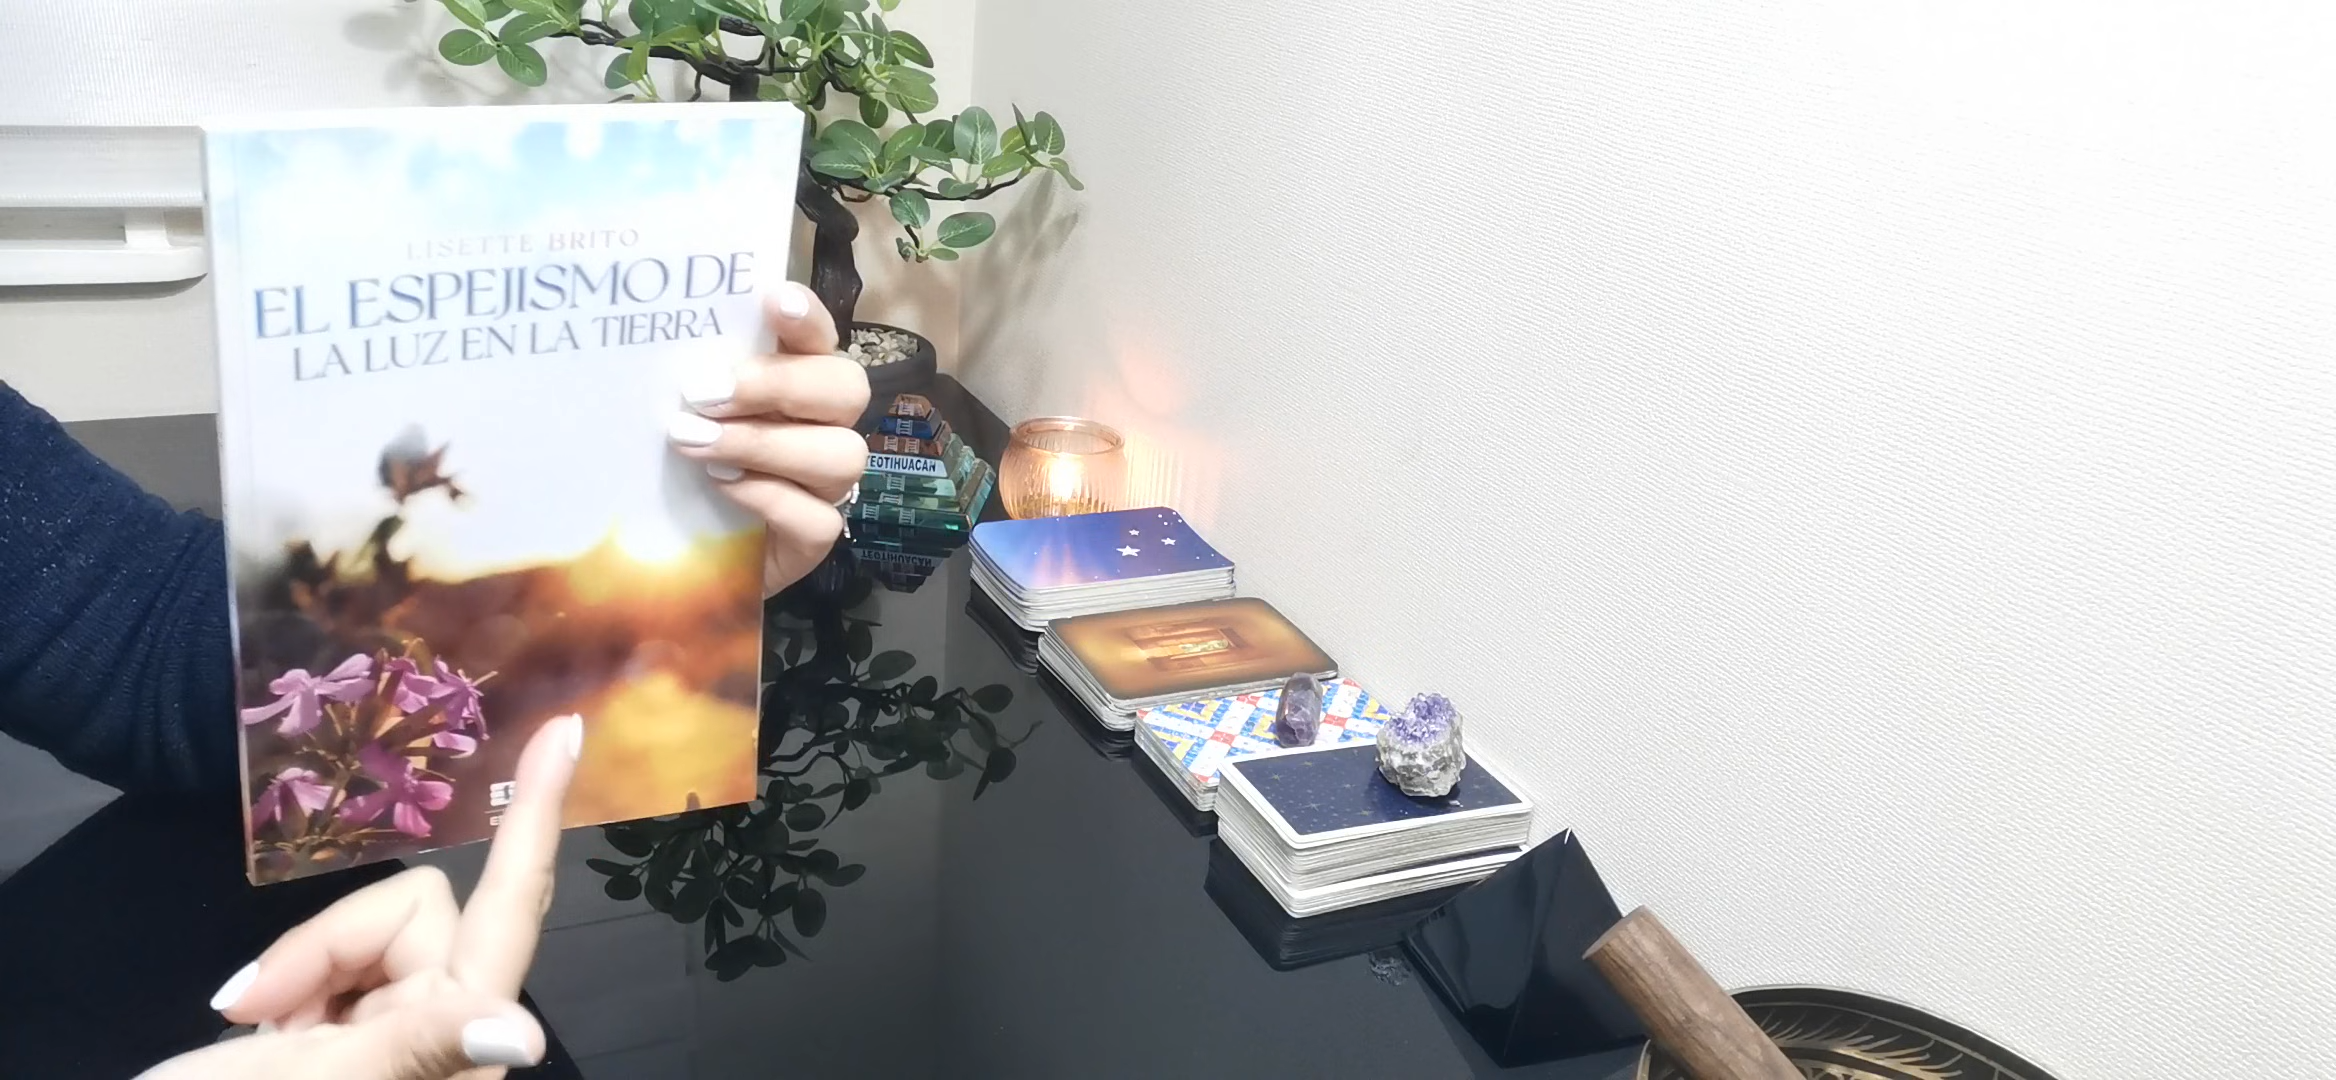 LISETTE BRITO
EL ESPEJISMO DE
LA LUZ EN LA TIERRA
TEOTIHUACAN